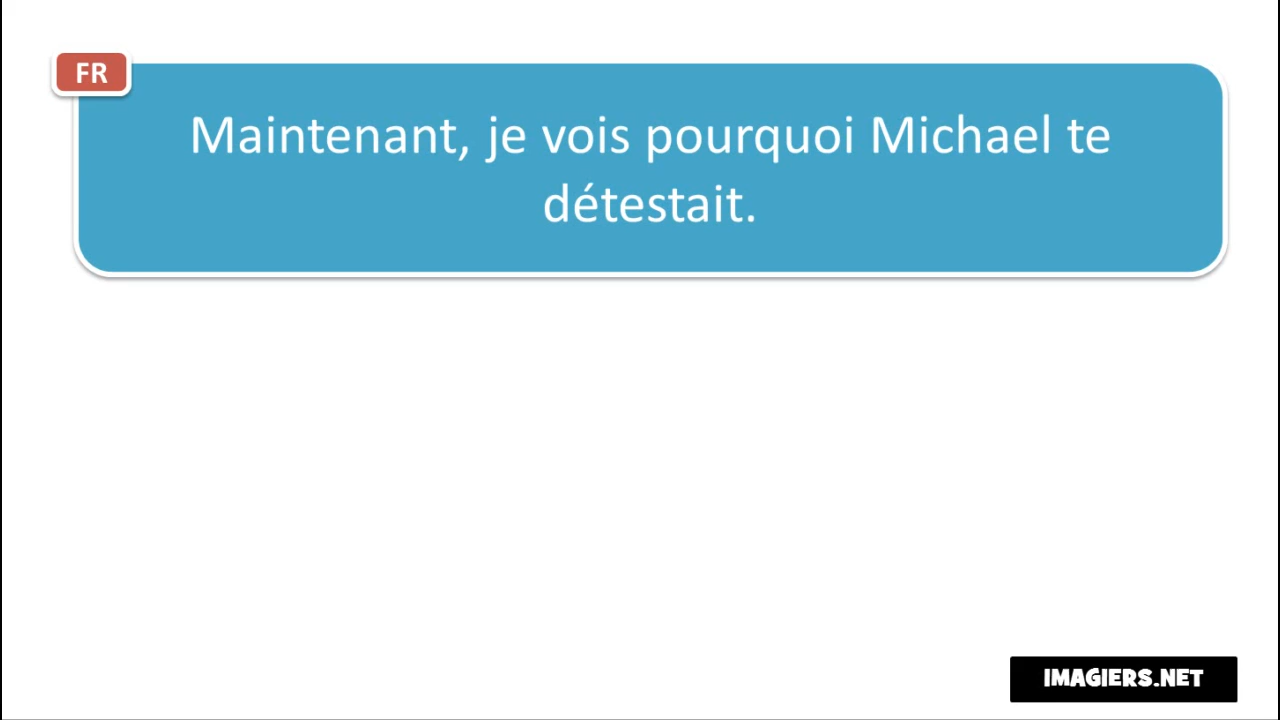 FR
Maintenant, je vois pourquoi Michael te
détestait.
IMAGIERS.NET